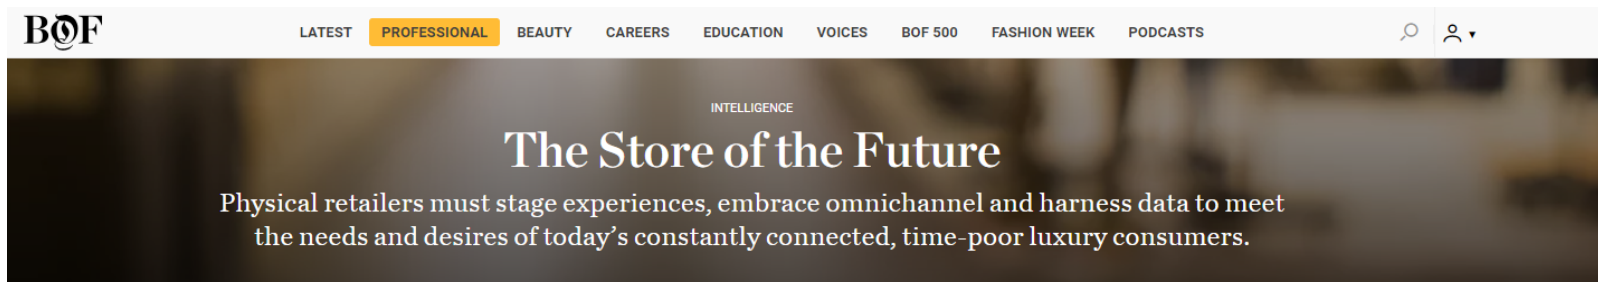 BOF
LATEST PROFESSIONAL BEAUTY CAREERS EDUCATION VOICES BOF 500 FASHION WEEK PODCASTS
INTELLIGENCE
The Store of the Future
Physical retailers must stage experiences, embrace omnichannel and harness data to meet
the needs and desires of today’s constantly connected, time-poor luxury consumers.